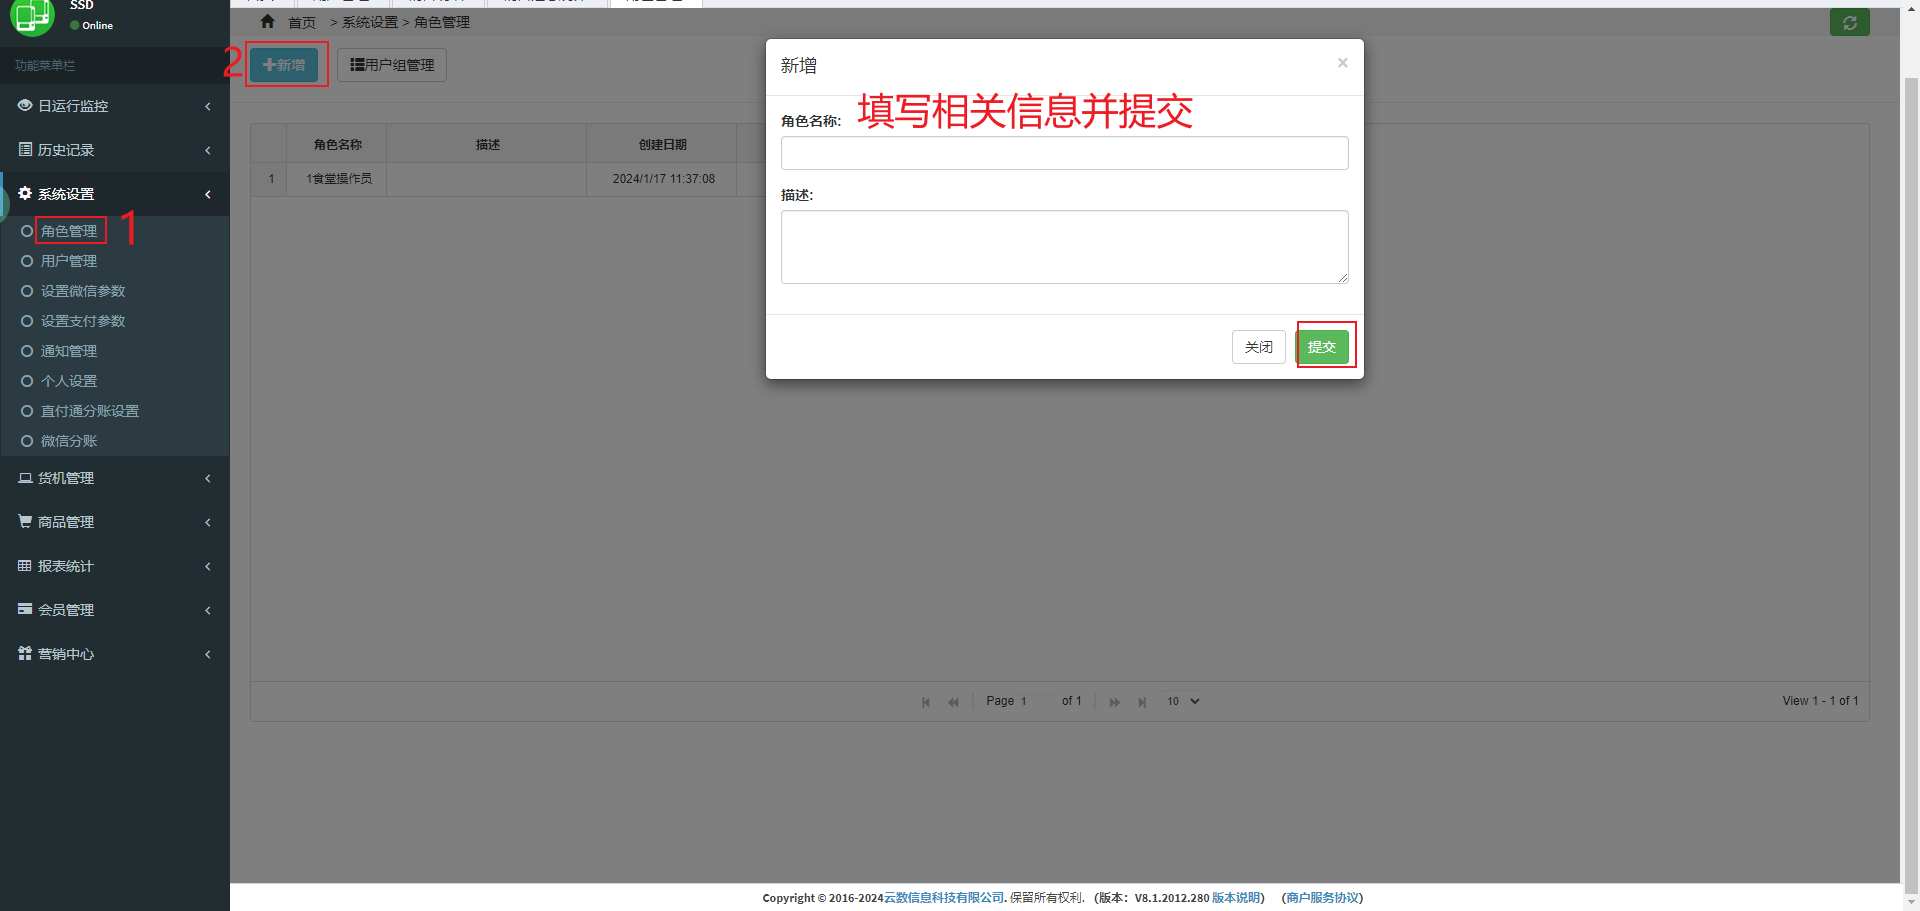 SSD
Online
功能菜单栏
日运行监控
历史记录
系统设置
角色管理
1
用户管理
设置微信参数
设置支付参数
通知管理
个人设置
直付通分账设置
微信分账
货机管理
商品管理
报表统计
会员管理
营销中心
首页 > 系统设置 > 角色管理
2
新增
用户组管理
角色名称 描述 创建日期
1 1食堂操作员 2024/1/17 11:37:08
新增
×
填写相关信息并提交
角色名称:
描述:
关闭 提交
Page 1 of 1 10
View 1 - 1 of 1
Copyright © 2016-2024云数信息科技有限公司. 保留所有权利. (版本: V8.1.2012.280 版本说明) (商户服务协议)